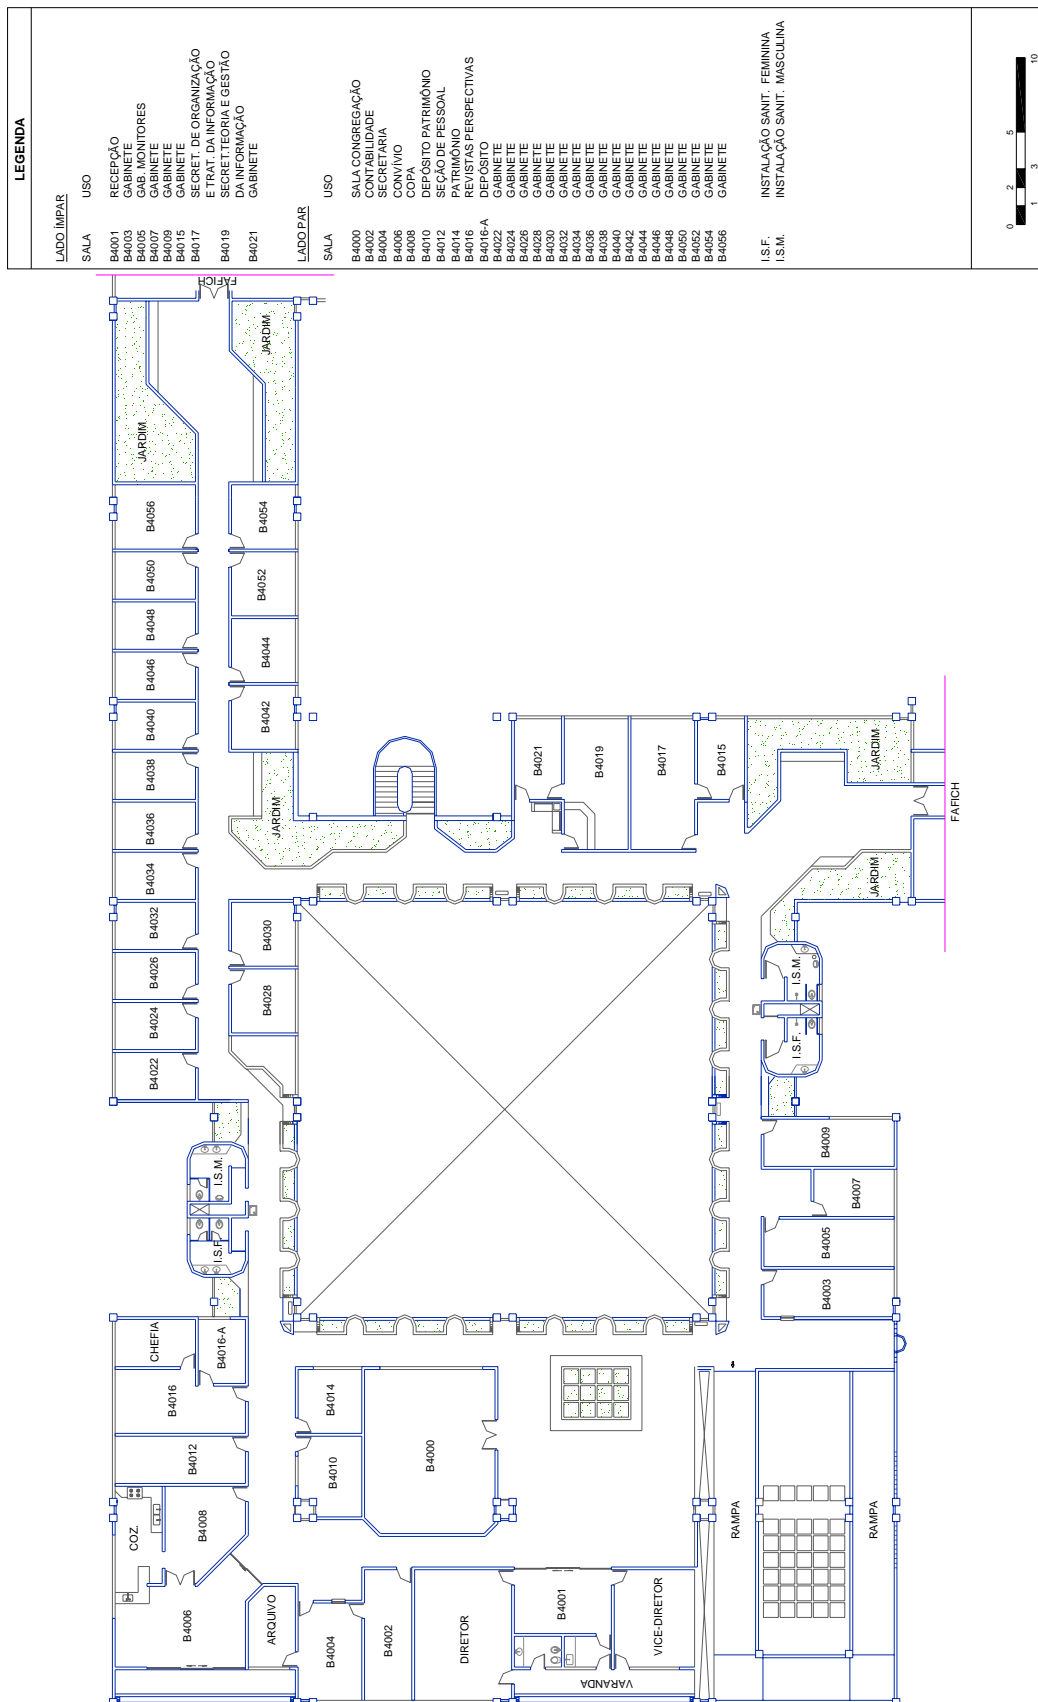 LEGENDA
LADO ÍMPAR
SALA USO
B4001 RECEPÇÃO
B4003 GABINETE
B4005 GAB. MONITORES
B4007 GABINETE
B4009 GABINETE
B4015 GABINETE
B4017 SECRET. DE ORGANIZAÇÃO
E TRAT. DA INFORMAÇÃO
B4019 SECRET.TEORIA E GESTÃO
DA INFORMAÇÃO
B4021 GABINETE
LADO PAR
SALA USO
B4000 SALA CONGREGAÇÃO
B4002 CONTABILIDADE
B4004 SECRETARIA
B4006 CONVÍVIO
B4008 COPA
B4010 DEPÓSITO PATRIMÔNIO
B4012 SEÇÃO DE PESSOAL
B4014 PATRIMÔNIO
B4016 REVISTAS PERSPECTIVAS
B4016-A DEPÓSITO
B4022 GABINETE
B4024 GABINETE
B4026 GABINETE
B4028 GABINETE
B4030 GABINETE
B4032 GABINETE
B4034 GABINETE
B4036 GABINETE
B4038 GABINETE
B4040 GABINETE
B4042 GABINETE
B4044 GABINETE
B4046 GABINETE
B4048 GABINETE
B4050 GABINETE
B4052 GABINETE
B4054 GABINETE
B4056 GABINETE
I.S.F. INSTALAÇÃO SANIT. FEMININA
I.S.M. INSTALAÇÃO SANIT. MASCULINA
0 1 2 3 5 10
FAFICH
JARDIM
JARDIM
B4056
B4054
B4050
B4052
B4048
B4044
B4046
B4042
B4040
B4038
B4036
B4034
B4032
B4030
B4026
B4028
B4024
B4022
JARDIM
B4021
B4019
B4017
B4015
JARDIM
FAFICH
JARDIM
I.S.M.
I.S.F.
I.S.M.
I.S.F.
B4009
B4007
B4005
B4003
CHEFIA
B4016-A
B4016
B4014
B4012
B4010
B4000
B4008
COZ.
B4006
ARQUIVO
B4004
B4002
DIRETOR
B4001
VICE-DIRETOR
VARANDA
RAMPA
RAMPA